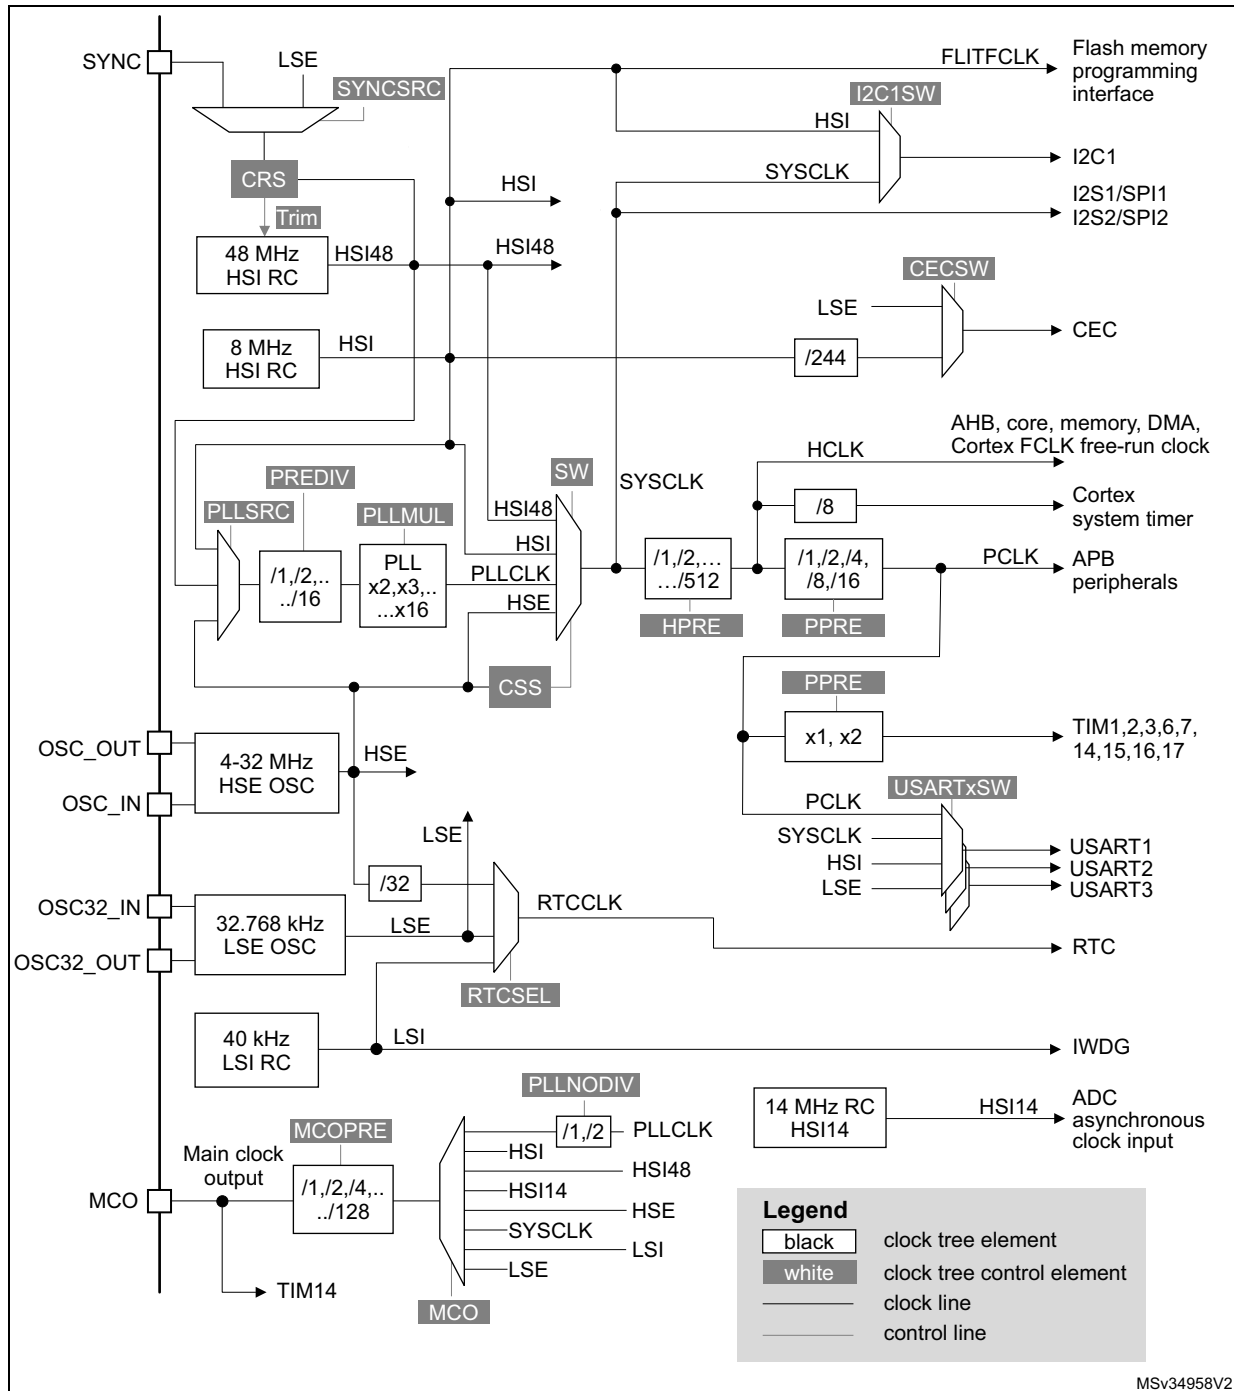 SYNC
LSE
SYNCSRC
CRS
Trim
48 MHz
HSI RC
HSI48
HSI
HSI48
8 MHz
HSI RC
HSI
FLITFCLK
Flash memory
programming
interface
I2C1SW
HSI
SYSCLK
I2C1
I2S1/SPI1
I2S2/SPI2
CECSW
LSE
/244
CEC
AHB, core, memory, DMA,
Cortex FCLK free-run clock
HCLK
/8
Cortex
system timer
PLLSRC
PREDIV
/1,/2,..
../16
PLLMUL
PLL
x2,x3,..
...x16
SW
HSI48
HSI
PLLCLK
HSE
SYSCLK
/1,/2,...
.../512
HPRE
/1,/2,/4,
/8,/16
PPRE
PCLK
APB
peripherals
CSS
PPRE
x1, x2
TIM1,2,3,6,7,
14,15,16,17
OSC_OUT
OSC_IN
4-32 MHz
HSE OSC
HSE
USARTxSW
PCLK
SYSCLK
HSI
LSE
USART1
USART2
USART3
LSE
/32
OSC32_IN
OSC32_OUT
32.768 kHz
LSE OSC
LSE
RTCCLK
RTCSEL
RTC
40 kHz
LSI RC
LSI
IWDG
14 MHz RC
HSI14
HSI14
ADC
asynchronous
clock input
PLLNODIV
/1,/2
PLLCLK
HSI
HSI48
HSI14
HSE
SYSCLK
LSI
LSE
MCO
MCOPRE
/1,/2,/4,..
../128
Main clock
output
MCO
TIM14
Legend
black
clock tree element
white
clock tree control element
clock line
control line
MSv34958V2